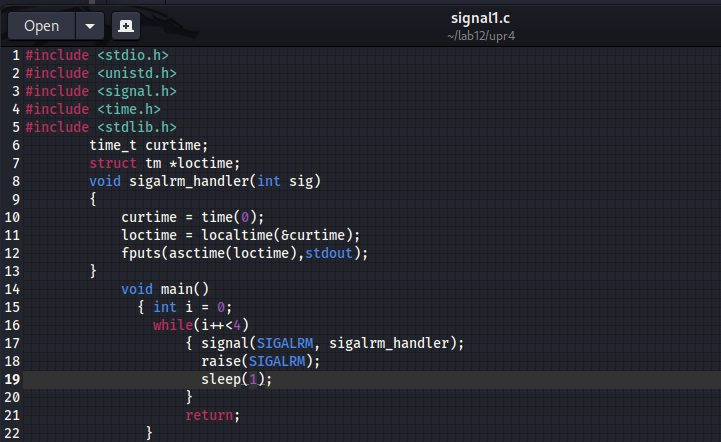 Open
signal1.c
~/lab12/upr4
1 #include <stdio.h>
2 #include <unistd.h>
3 #include <signal.h>
4 #include <time.h>
5 #include <stdlib.h>
6         time_t curtime;
7         struct tm *loctime;
8         void sigalrm_handler(int sig)
9         {
10             curtime = time(0);
11             loctime = localtime(&curtime);
12             fputs(asctime(loctime),stdout);
13         }
14             void main()
15               { int i = 0;
16                 while(i++<4)
17                     { signal(SIGALRM, sigalrm_handler);
18                       raise(SIGALRM);
19                       sleep(1);
20                     }
21                     return;
22                }